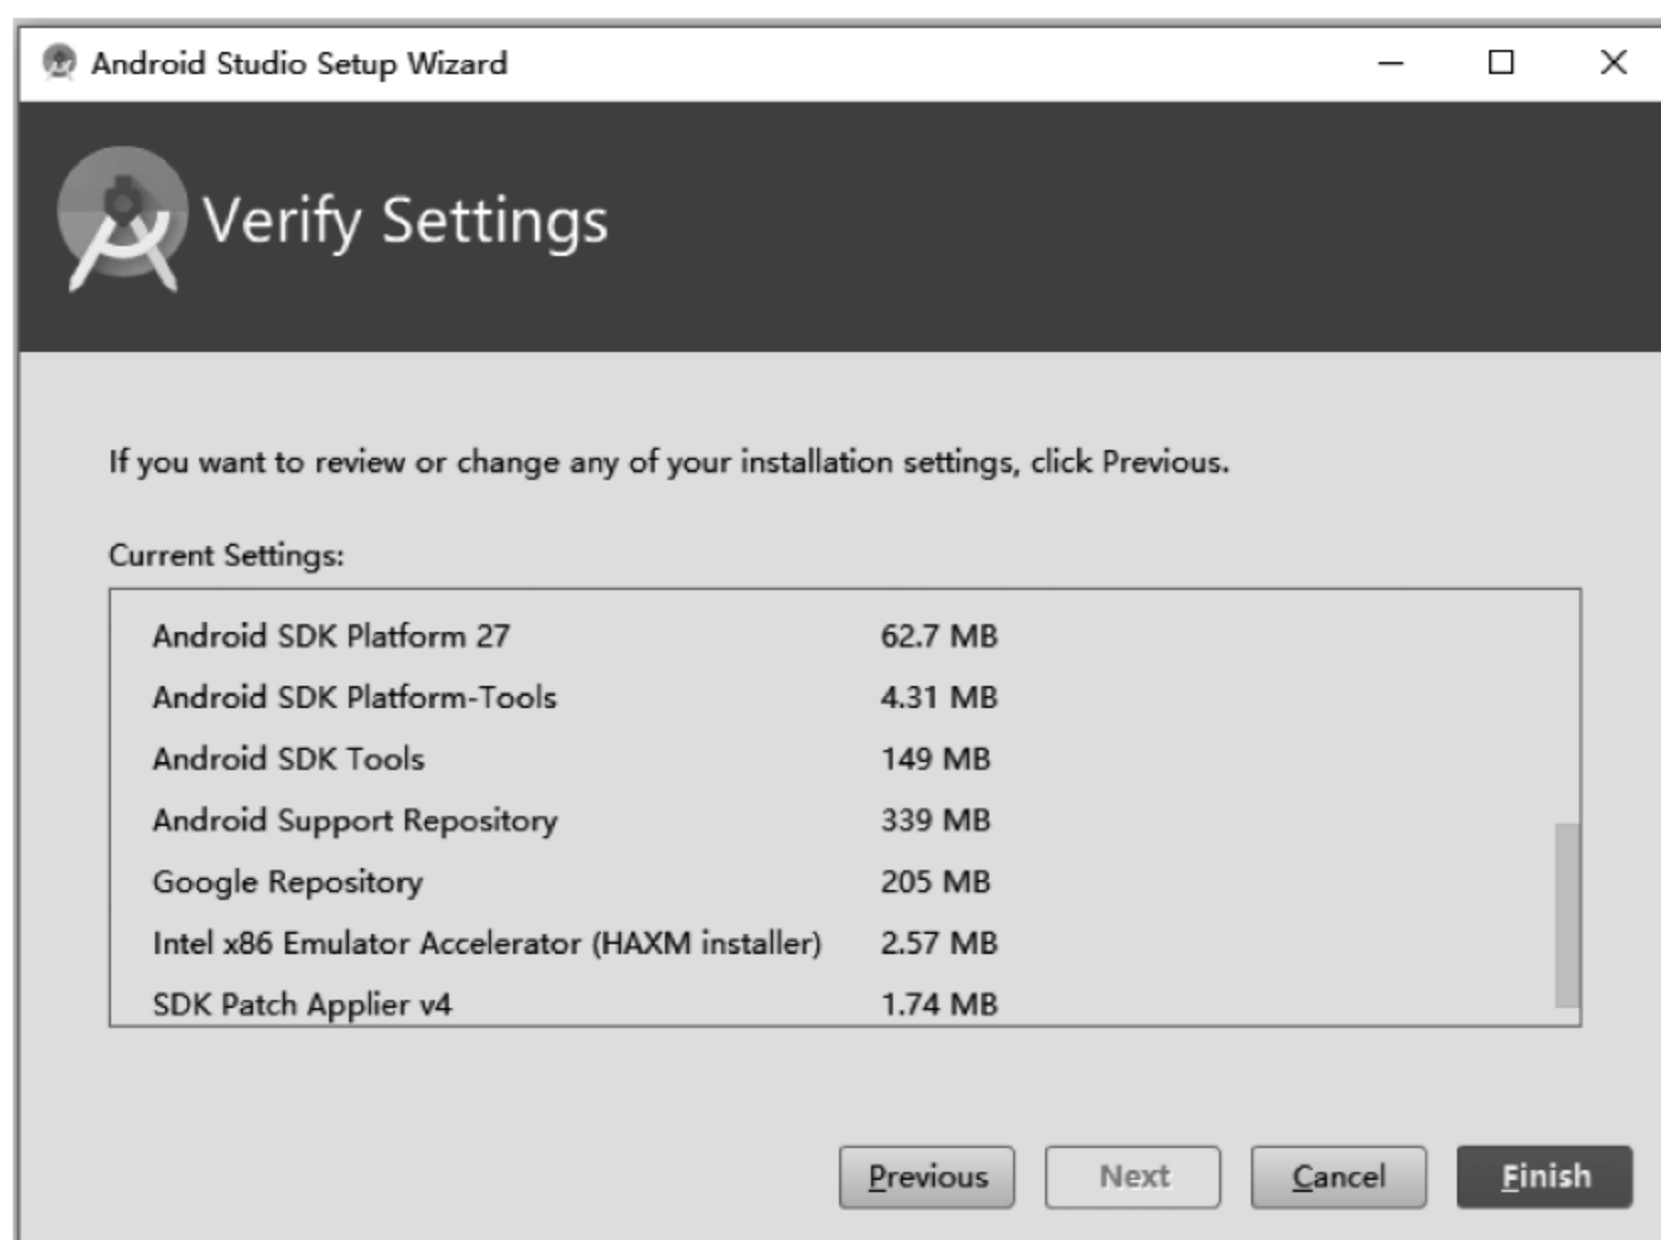 Android Studio Setup Wizard
Verify Settings
If you want to review or change any of your installation settings, click Previous.
Current Settings:
Android SDK Platform 27 62.7 MB
Android SDK Platform-Tools 4.31 MB
Android SDK Tools 149 MB
Android Support Repository 339 MB
Google Repository 205 MB
Intel x86 Emulator Accelerator (HAXM installer) 2.57 MB
SDK Patch Applier v4 1.74 MB
Previous Next Cancel Finish